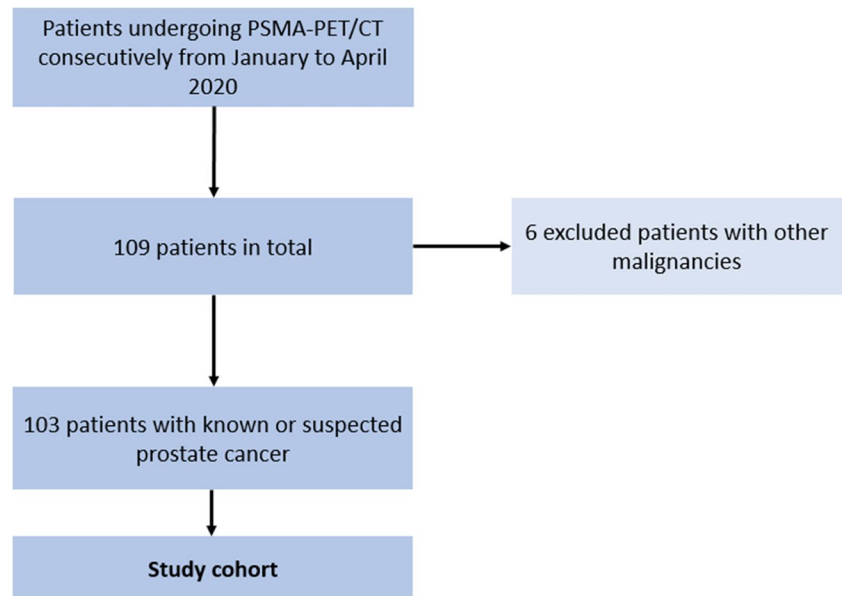 Patients undergoing PSMA-PET/CT
consecutively from January to April
2020
109 patients in total
6 excluded patients with other
malignancies
103 patients with known or suspected
prostate cancer
Study cohort